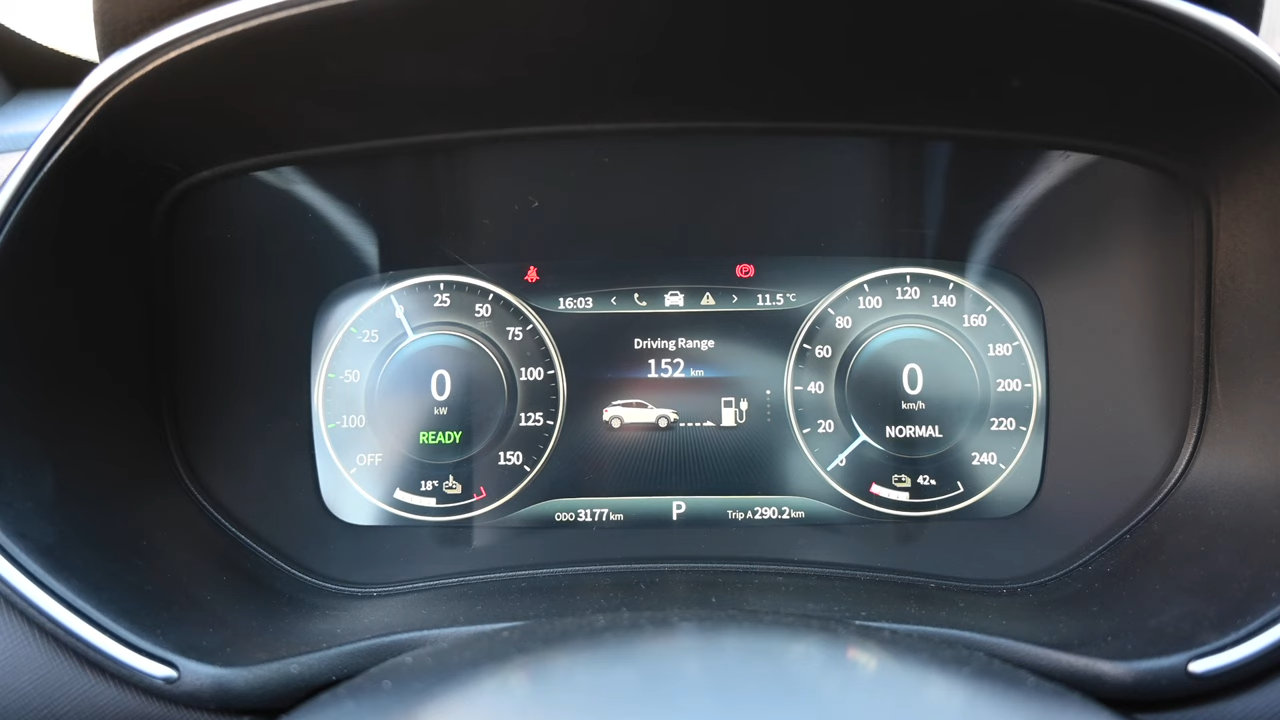 16:03 11.5°C
Driving Range
152 km
25
50
75
100
125
150
-25
-50
-100
OFF
0
kW
READY
18°C
0
20
40
60
80
100
120
140
160
180
200
220
240
0
km/h
NORMAL
42%
ODO 3177 km P Trip A 290.2 km
(P)